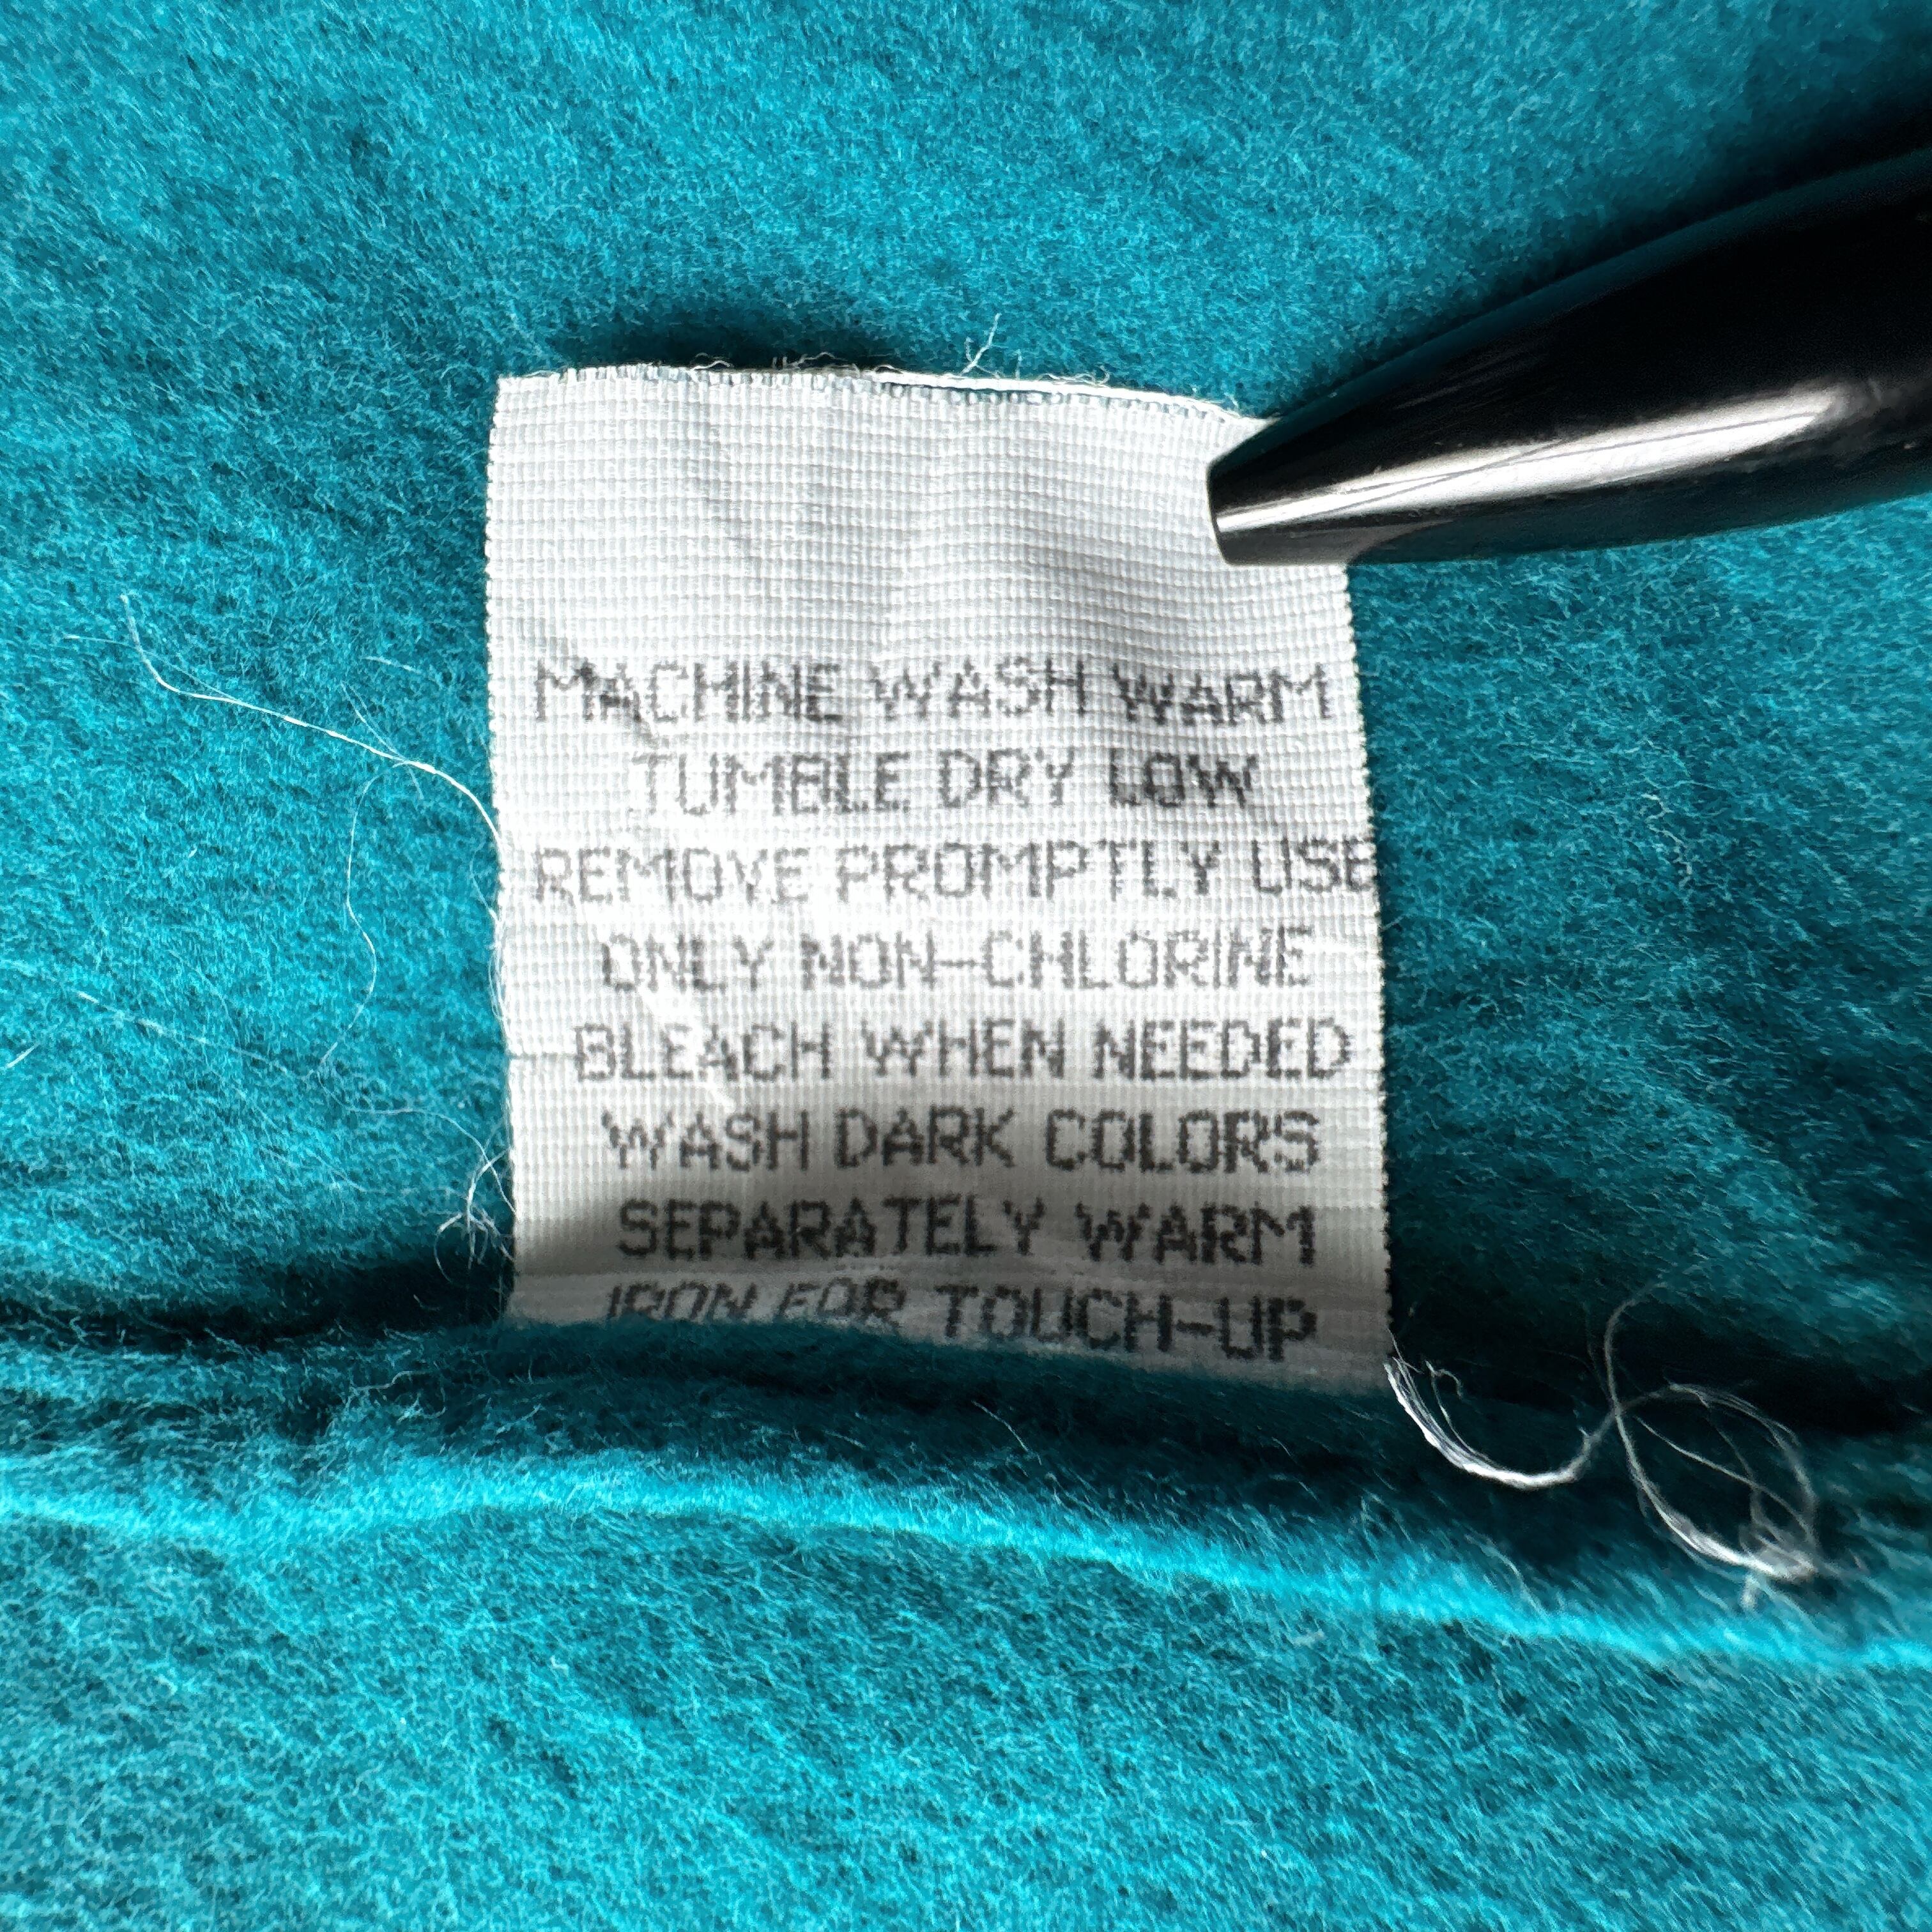 MACHINE WASH WARM
TUMBLE DRY LOW
REMOVE PROMPTLY USE
ONLY NON-CHLORINE
BLEACH WHEN NEEDED
WASH DARK COLORS
SEPARATELY WARM
IRON FOR TOUCH-UP